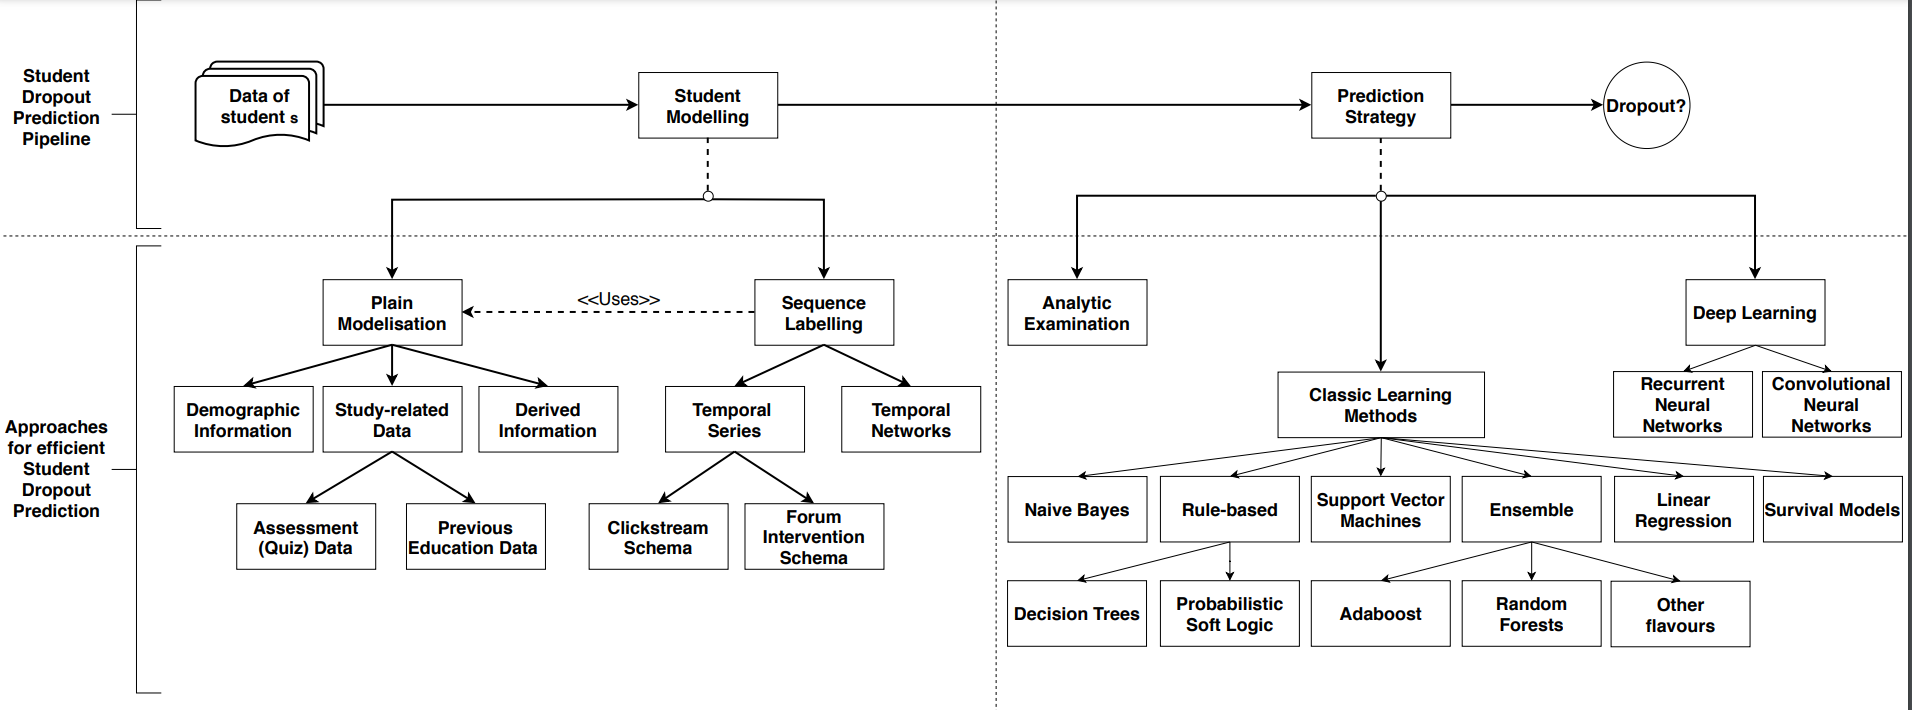 Student
Dropout
Prediction
Pipeline
Data of
student s
Student
Modelling
Prediction
Strategy
Dropout?
Approaches
for efficient
Student
Dropout
Prediction
Plain
Modelisation
<<Uses>>
Sequence
Labelling
Demographic
Information
Study-related
Data
Derived
Information
Temporal
Series
Temporal
Networks
Assessment
(Quiz) Data
Previous
Education Data
Clickstream
Schema
Forum
Intervention
Schema
Analytic
Examination
Classic Learning
Methods
Deep Learning
Recurrent
Neural
Networks
Convolutional
Neural
Networks
Naive Bayes
Rule-based
Support Vector
Machines
Ensemble
Linear
Regression
Survival Models
Decision Trees
Probabilistic
Soft Logic
Adaboost
Random
Forests
Other
flavours